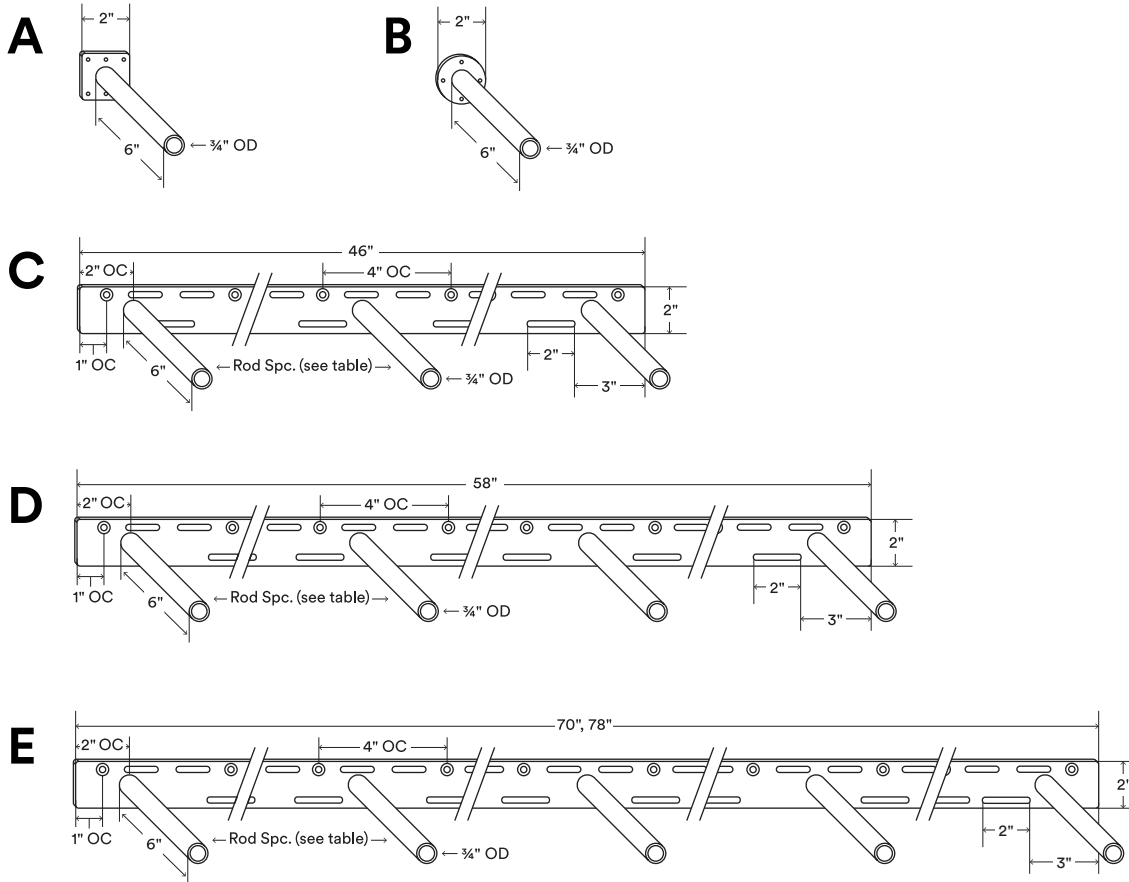 A
2"
6"
¾" OD
B
2"
6"
¾" OD
C
46"
2" OC
4" OC
2"
1" OC
6"
Rod Spc. (see table)
¾" OD
2"
3"
D
58"
2" OC
4" OC
2"
1" OC
6"
Rod Spc. (see table)
¾" OD
2"
3"
E
70", 78"
2" OC
4" OC
2"
1" OC
6"
Rod Spc. (see table)
¾" OD
2"
3"